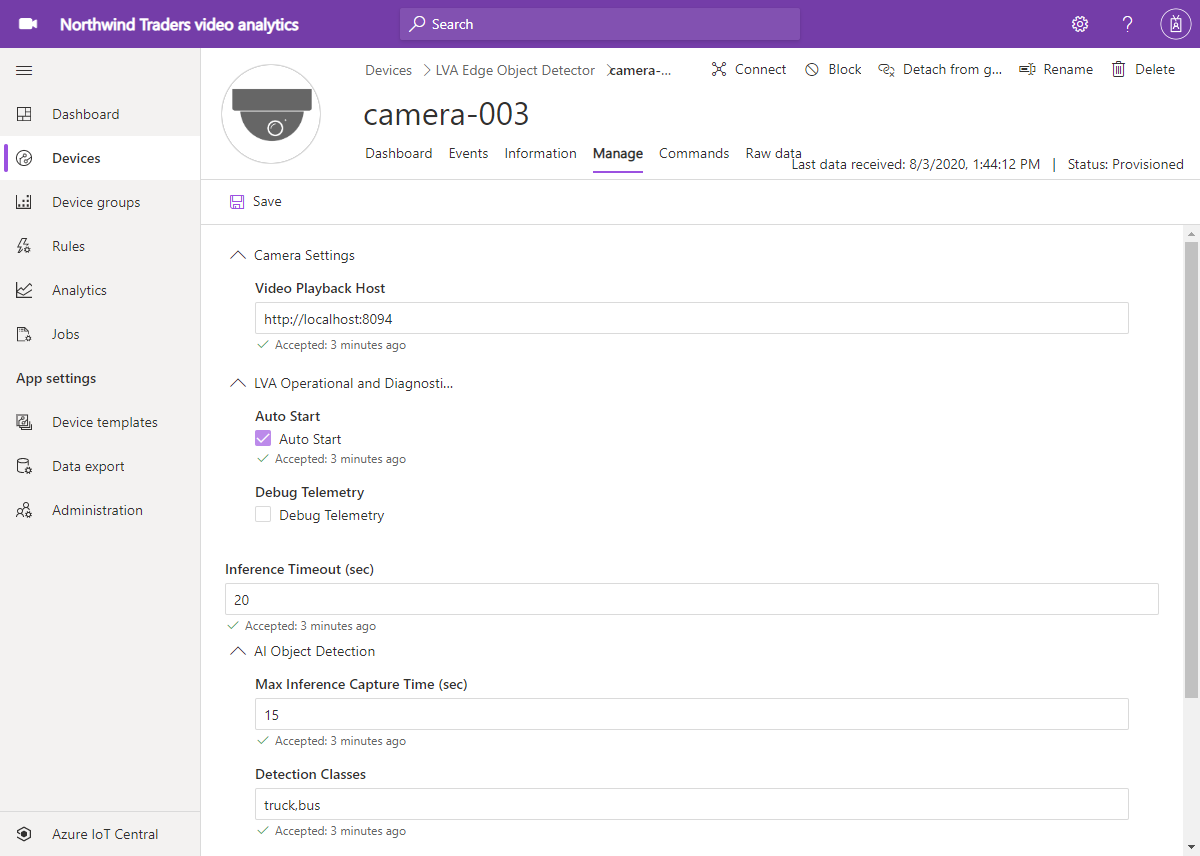 Northwind Traders video analytics
Search
Dashboard
Devices
Device groups
Rules
Analytics
Jobs
App settings
Device templates
Data export
Administration
Azure IoT Central
Devices
LVA Edge Object Detector
camera-...
Connect
Block
Detach from g...
Rename
Delete
camera-003
Dashboard
Events
Information
Manage
Commands
Raw data
Last data received: 8/3/2020, 1:44:12 PM | Status: Provisioned
Save
Camera Settings
Video Playback Host
http://localhost:8094
Accepted: 3 minutes ago
LVA Operational and Diagnosti...
Auto Start
Auto Start
Accepted: 3 minutes ago
Debug Telemetry
Debug Telemetry
Inference Timeout (sec)
20
Accepted: 3 minutes ago
AI Object Detection
Max Inference Capture Time (sec)
15
Accepted: 3 minutes ago
Detection Classes
truck,bus
Accepted: 3 minutes ago